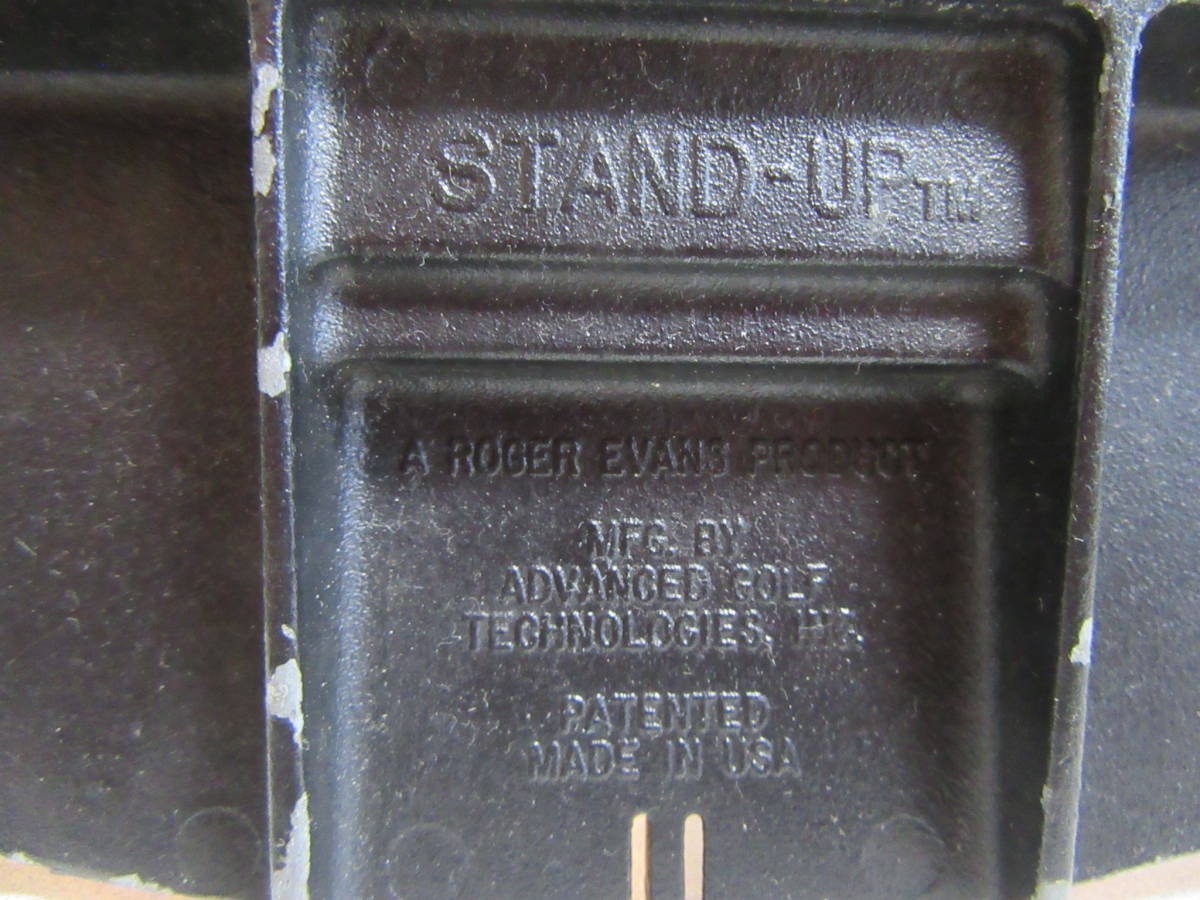 STAND-UP™
A ROGER EVANS PRODUCT
MFG. BY
ADVANCED GOLF
TECHNOLOGIES, INC.
PATENTED
MADE IN USA